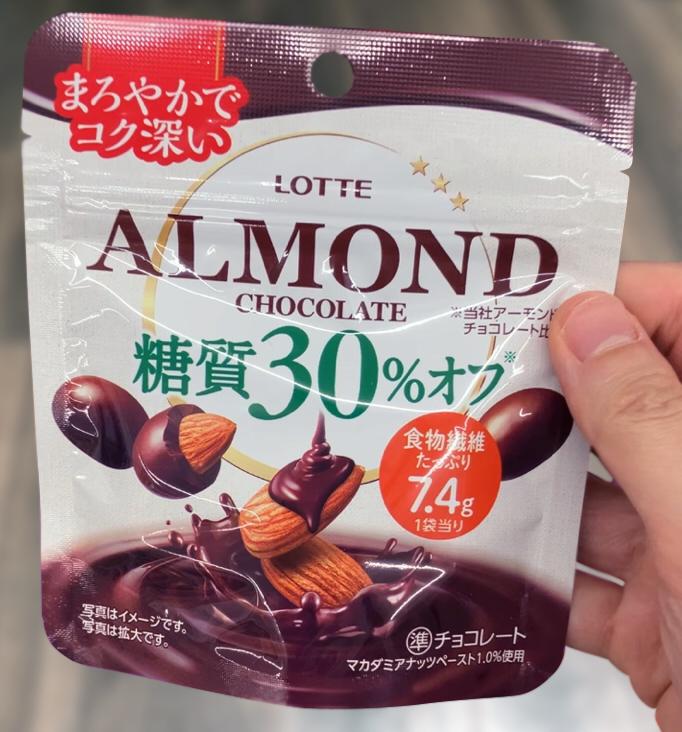 まろやかで
コク深い
LOTTE
ALMOND
CHOCOLATE
※当社アーモンド
チョコレート比
糖質30%オフ※
食物繊維
たっぷり
7.4g
1袋当り
写真はイメージです。
写真は拡大です。
準チョコレート
マカダミアナッツペースト1.0%使用